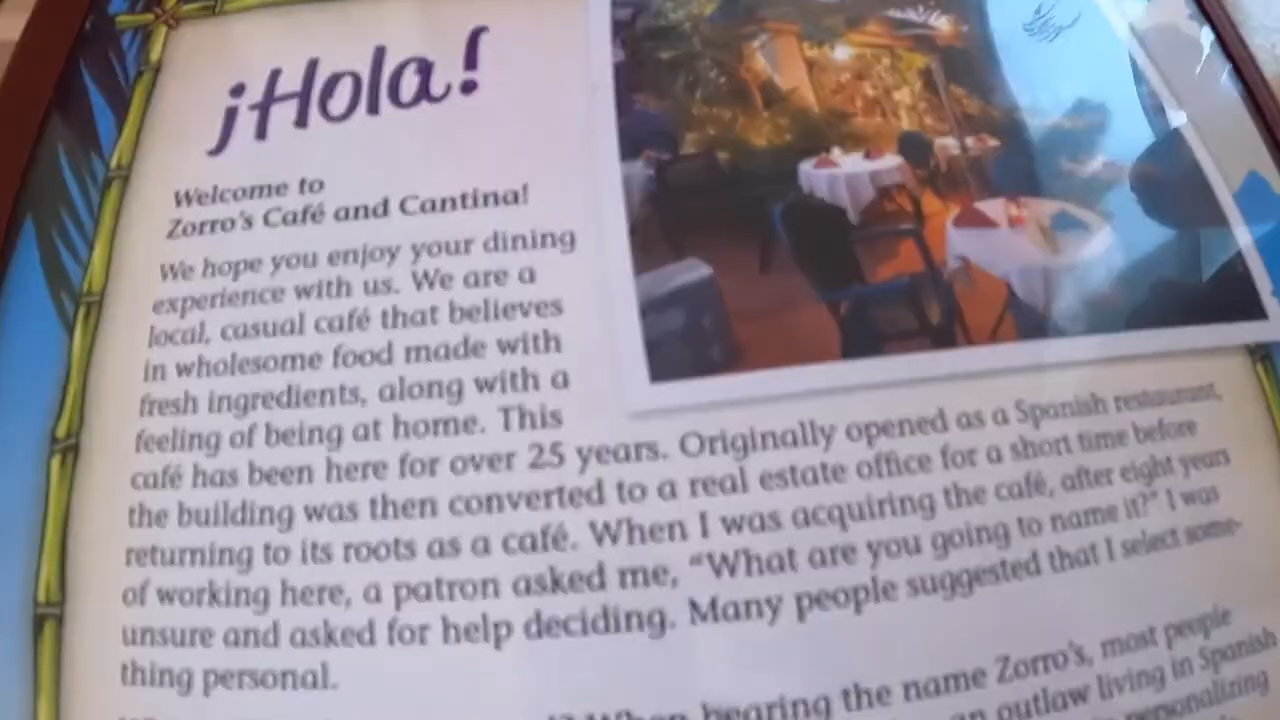 ¡Hola!
Welcome to
Zorro's Café and Cantina!
We hope you enjoy your dining
experience with us. We are a
local, casual café that believes
in wholesome food made with
fresh ingredients, along with a
feeling of being at home. This
café has been here for over 25 years. Originally opened as a Spanish restaurant,
the building was then converted to a real estate office for a short time before
returning to its roots as a café. When I was acquiring the café, after eight years
of working here, a patron asked me, “What are you going to name it?” I was
unsure and asked for help deciding. Many people suggested that I select some-
thing personal.
When hearing the name Zorro's, most people
an outlaw living in Spanish
personalizing